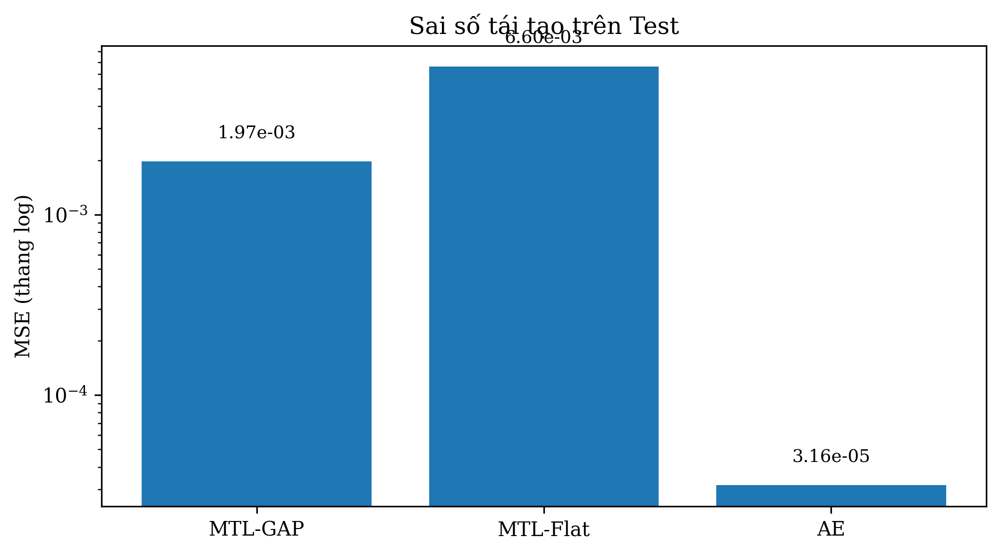 Sai số tái tạo trên Test
6.60e-03
1.97e-03
3.16e-05
MSE (thang log)
10⁻³
10⁻⁴
MTL-GAP
MTL-Flat
AE